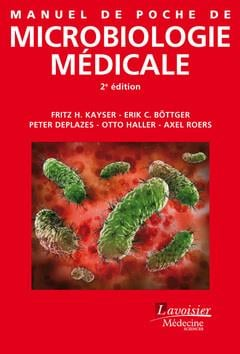 MANUEL DE POCHE DE
MICROBIOLOGIE
MÉDICALE
2e édition
FRITZ H. KAYSER · ERIK C. BÖTTGER
PETER DEPLAZES · OTTO HALLER · AXEL ROERS
Lavoisier
Médecine
SCIENCES